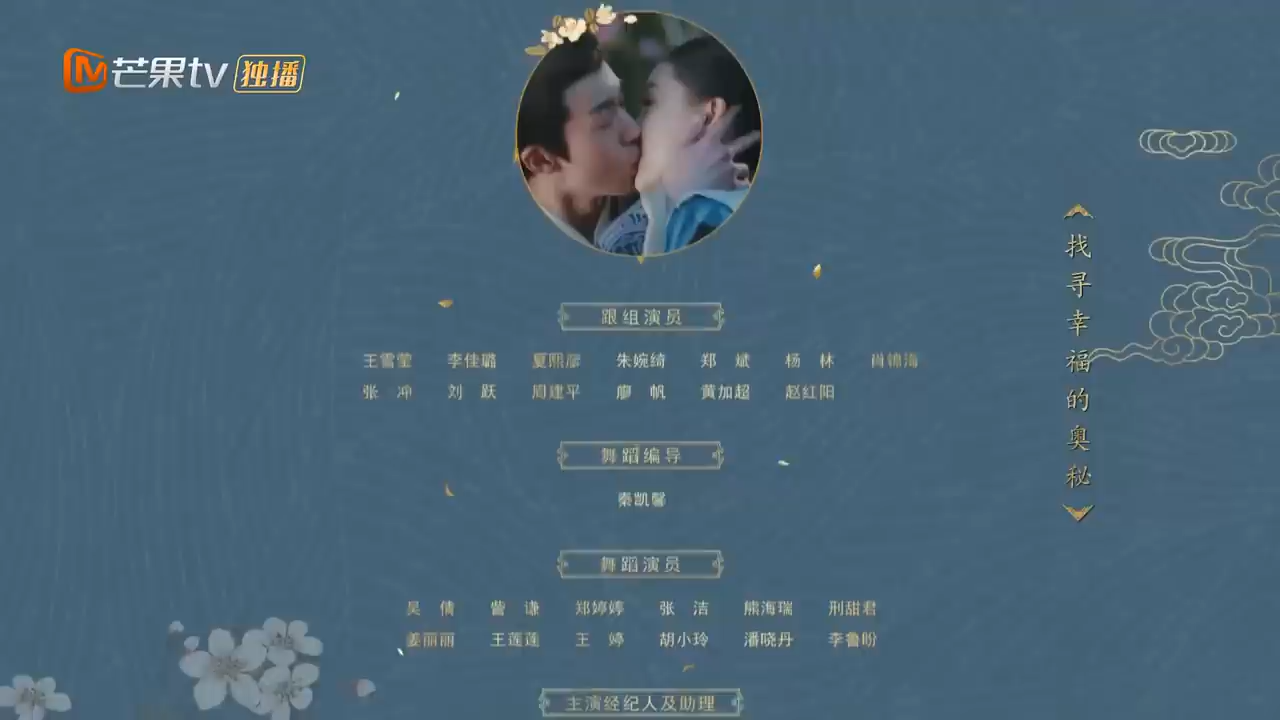 芒果tv 独播
跟组演员
王雪莹 李佳璐 夏熙廖 朱婉绮 郑斌 杨林 肖锦海
张冲 刘跃 周建平 廖帆 黄加超 赵红阳
舞蹈编导
秦凯馨
舞蹈演员
吴倩 訾谦 郑婷婷 张洁 熊海瑞 刑甜君
姜丽丽 王莲莲 王婷 胡小玲 潘晓丹 李鲁盼
主演经纪人及助理
找寻幸福的奥秘